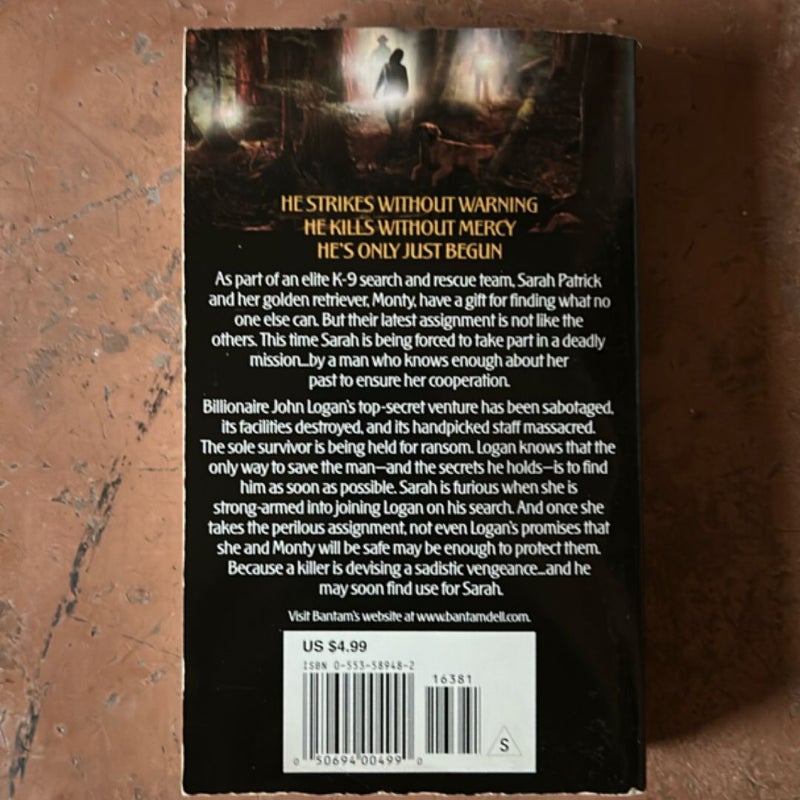 HE STRIKES WITHOUT WARNING
HE KILLS WITHOUT MERCY
HE'S ONLY JUST BEGUN
As part of an elite K-9 search and rescue team, Sarah Patrick
and her golden retriever, Monty, have a gift for finding what no
one else can. But their latest assignment is not like the
others. This time Sarah is being forced to take part in a deadly
mission...by a man who knows enough about her
past to ensure her cooperation.
Billionaire John Logan's top-secret venture has been sabotaged,
its facilities destroyed, and its handpicked staff massacred.
The sole survivor is being held for ransom. Logan knows that the
only way to save the man—and the secrets he holds—is to find
him as soon as possible. Sarah is furious when she is
strong-armed into joining Logan on his search. And once she
takes the perilous assignment, not even Logan's promises that
she and Monty will be safe may be enough to protect them.
Because a killer is devising a sadistic vengeance...and he
may soon find use for Sarah.
Visit Bantam's website at www.bantamdell.com.
US $4.99
ISBN 0-553-58948-2
16381
S
0 50694 00499 0